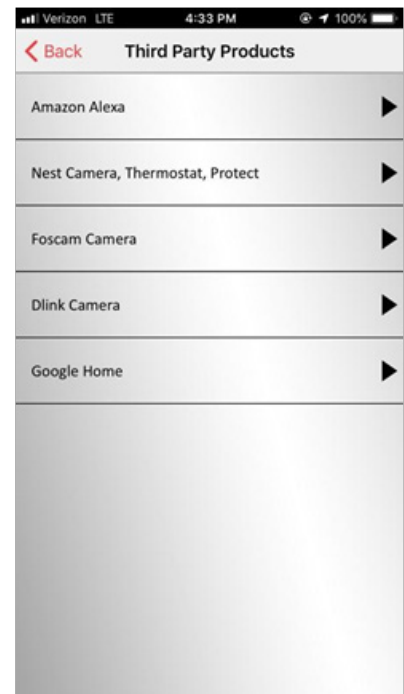 Verizon LTE 4:33 PM 100%
Back Third Party Products
Amazon Alexa
Nest Camera, Thermostat, Protect
Foscam Camera
Dlink Camera
Google Home